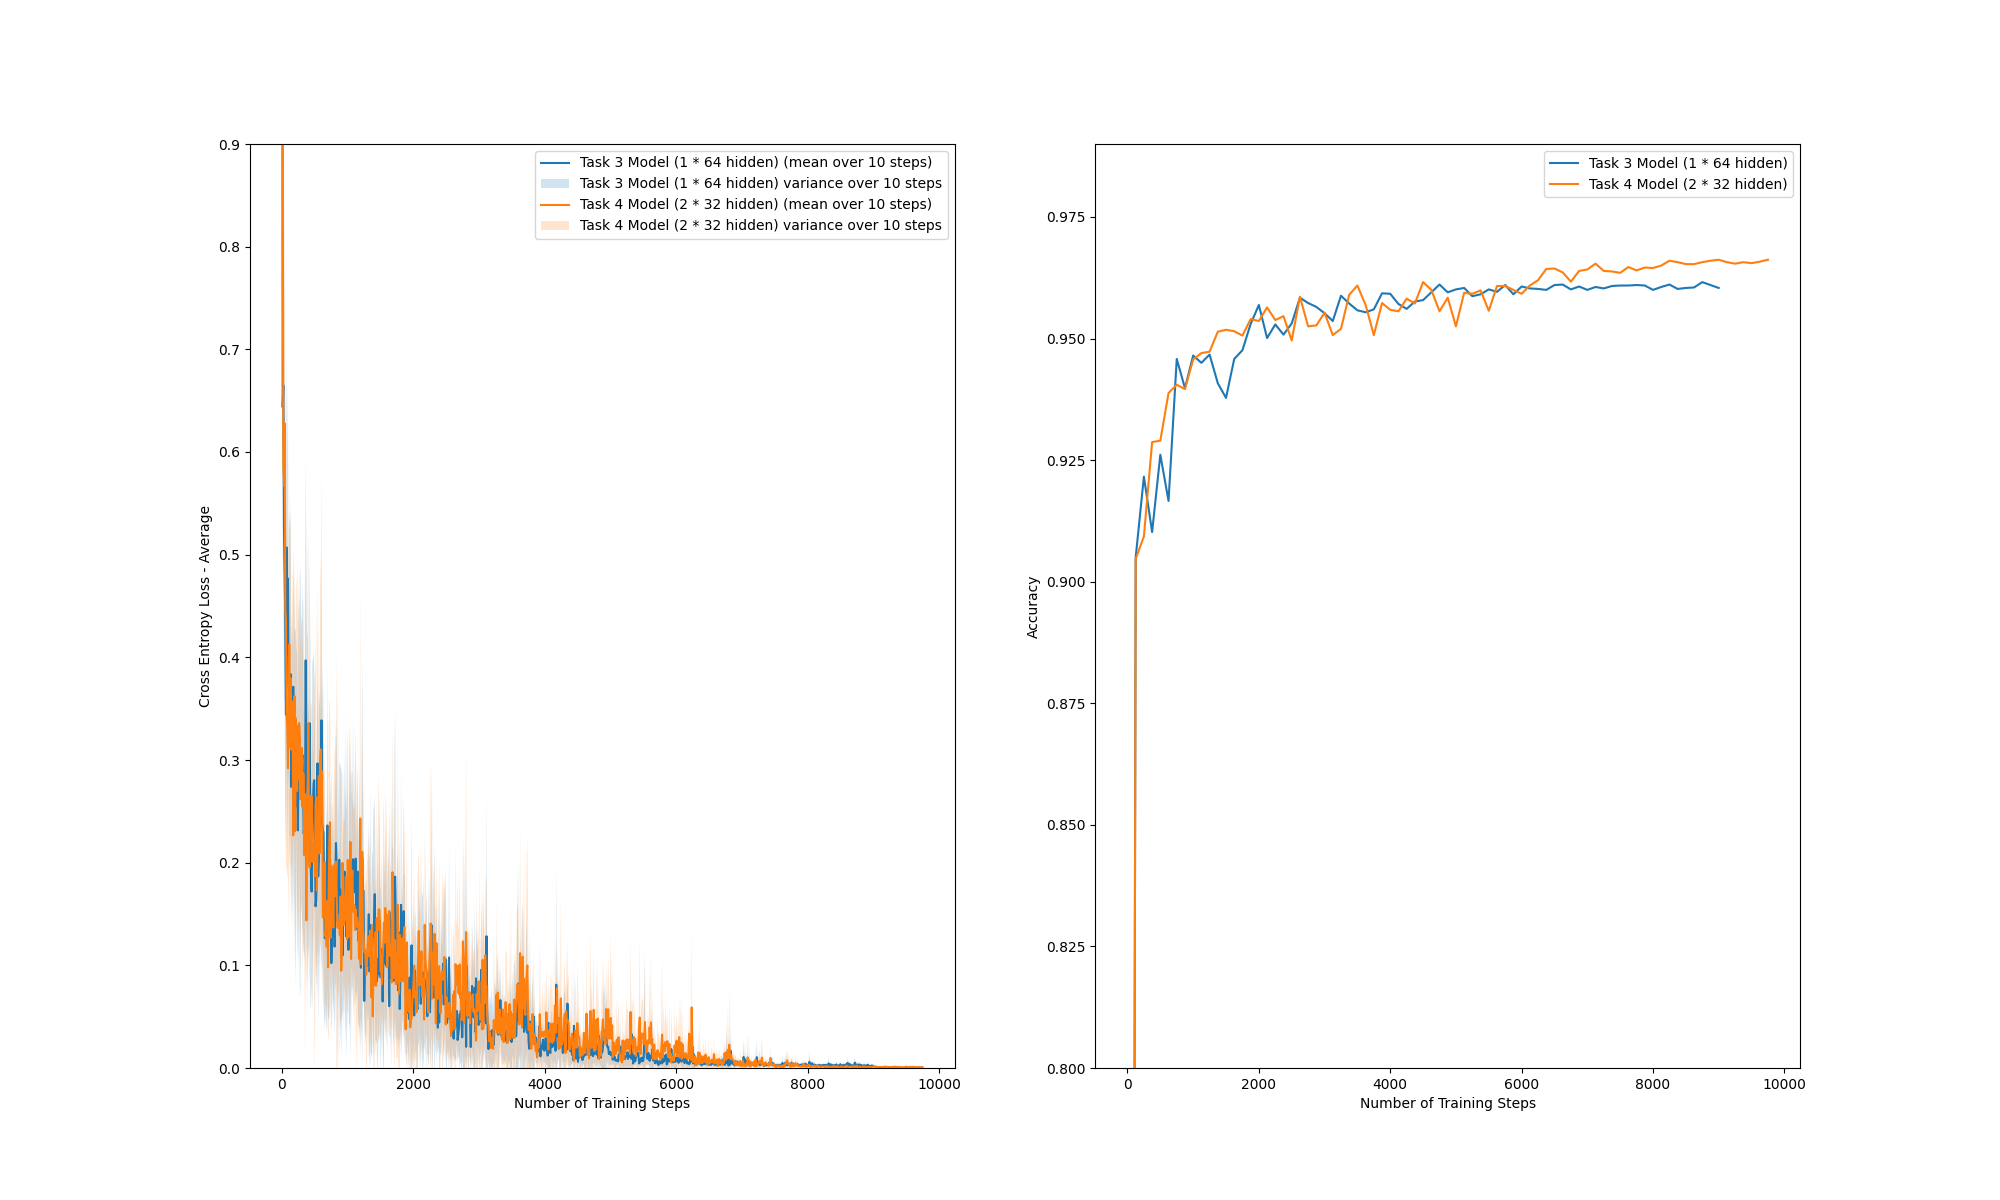 0.9
0.8
0.7
0.6
0.5
0.4
0.3
0.2
0.1
0.0
Cross Entropy Loss - Average
Task 3 Model (1 * 64 hidden) (mean over 10 steps)
Task 3 Model (1 * 64 hidden) variance over 10 steps
Task 4 Model (2 * 32 hidden) (mean over 10 steps)
Task 4 Model (2 * 32 hidden) variance over 10 steps
0 2000 4000 6000 8000 10000
Number of Training Steps
0.975
0.950
0.925
0.900
0.875
0.850
0.825
0.800
Accuracy
Task 3 Model (1 * 64 hidden)
Task 4 Model (2 * 32 hidden)
0 2000 4000 6000 8000 10000
Number of Training Steps